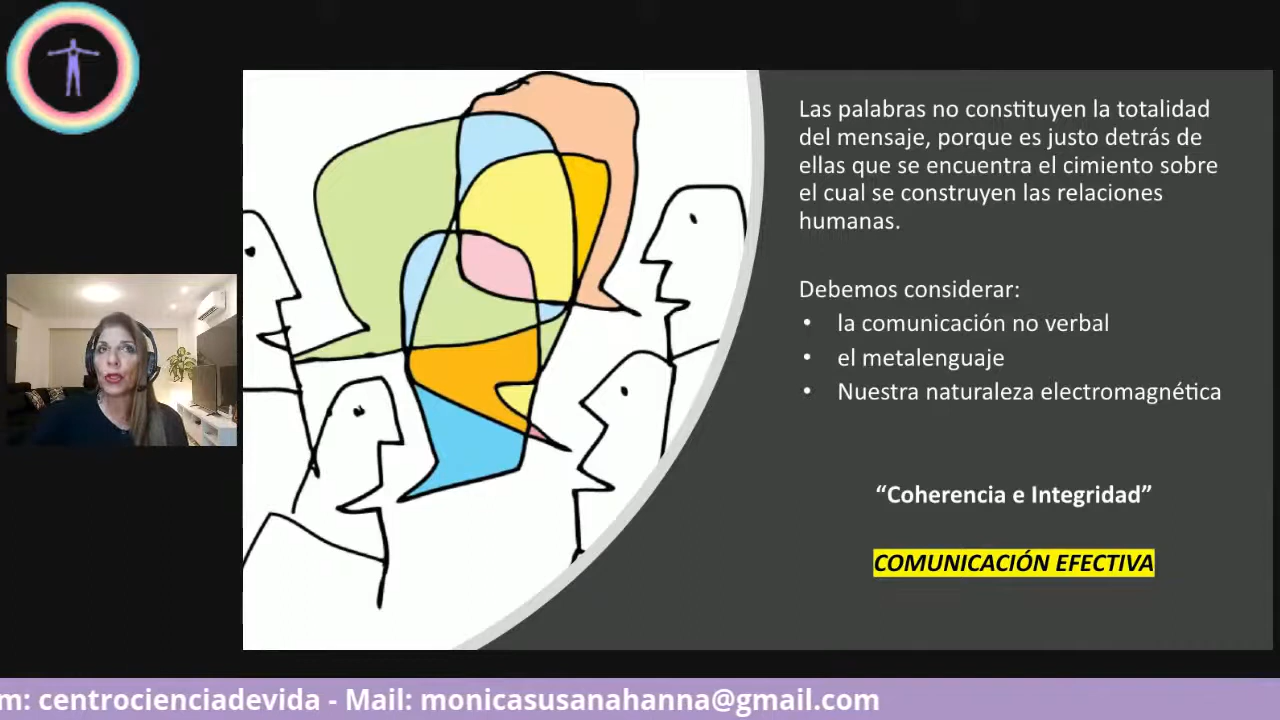 Las palabras no constituyen la totalidad
del mensaje, porque es justo detrás de
ellas que se encuentra el cimiento sobre
el cual se construyen las relaciones
humanas.
Debemos considerar:
• la comunicación no verbal
• el metalenguaje
• Nuestra naturaleza electromagnética
“Coherencia e Integridad”
COMUNICACIÓN EFECTIVA
m: centrocienciadevida - Mail: monicasusanahanna@gmail.com